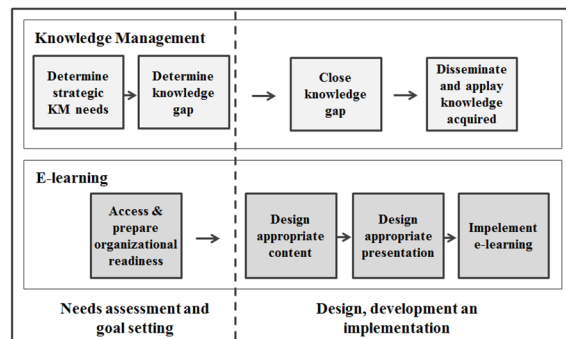 Knowledge Management
Determine
strategic
KM needs
Determine
knowledge
gap
Close
knowledge
gap
Disseminate
and applay
knowledge
acquired
E-learning
Access &
prepare
organizational
readiness
Design
appropriate
content
Design
appropriate
presentation
Impelement
e-learning
Needs assessment and
goal setting
Design, development an
implementation